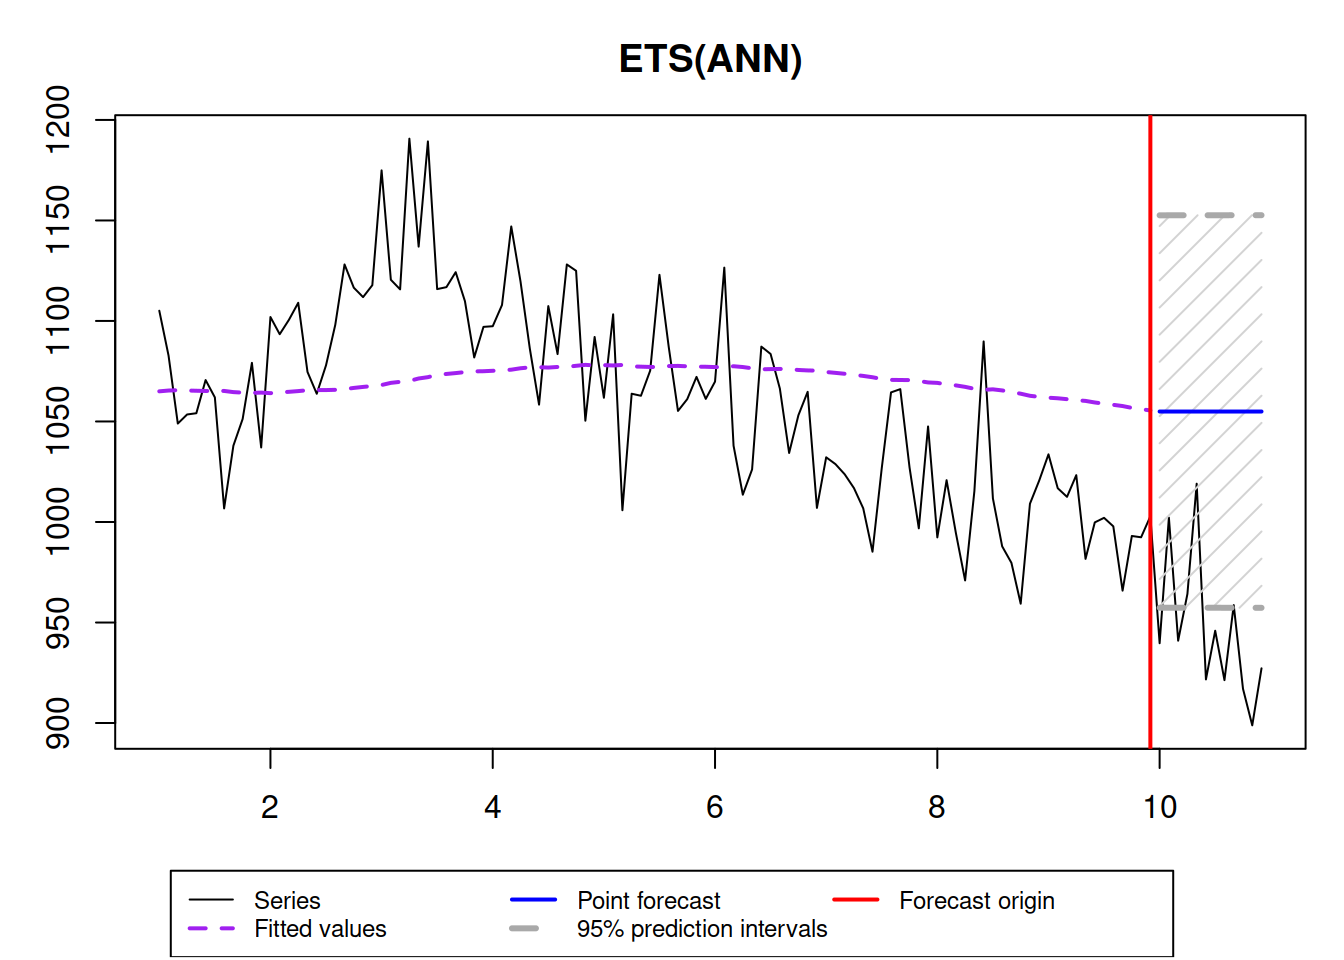 ETS(ANN)
1200
1150
1100
1050
1000
950
900
2 4 6 8 10
Series Point forecast Forecast origin
Fitted values 95% prediction intervals